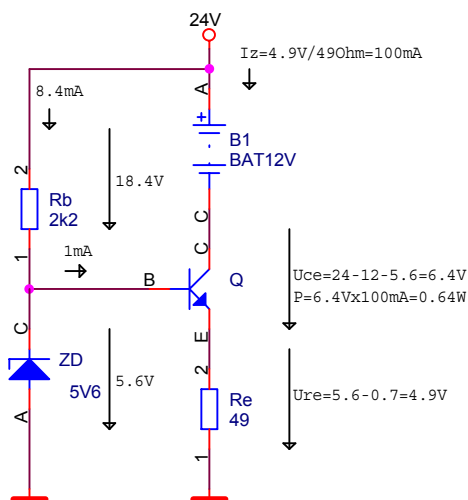 24V
Iz=4.9V/49Ohm=100mA
8.4mA
A
+
B1
BAT12V
2
18.4V
Rb
2k2
C
1
1mA
C
B
Q
Uce=24-12-5.6=6.4V
P=6.4Vx100mA=0.64W
C
E
ZD
5V6
5.6V
2
Ure=5.6-0.7=4.9V
Re
49
A
1